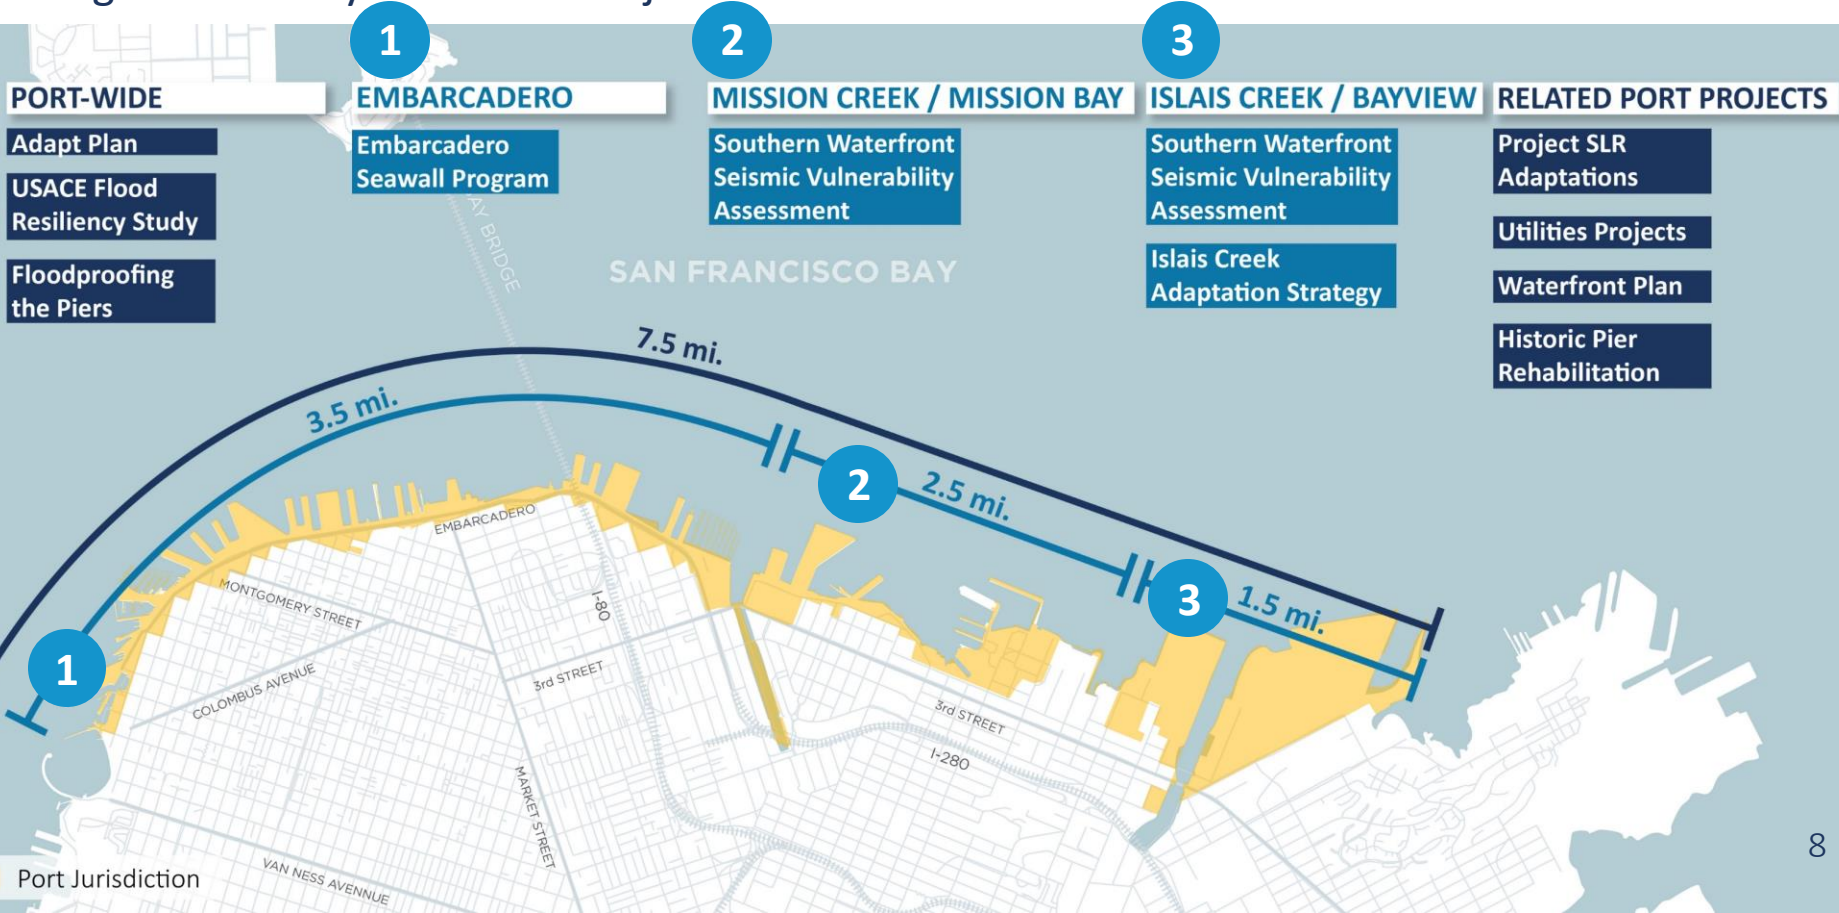 1
2
3
PORT-WIDE
Adapt Plan
USACE Flood
Resiliency Study
Floodproofing
the Piers
EMBARCADERO
Embarcadero
Seawall Program
MISSION CREEK / MISSION BAY
Southern Waterfront
Seismic Vulnerability
Assessment
ISLAIS CREEK / BAYVIEW
Southern Waterfront
Seismic Vulnerability
Assessment
Islais Creek
Adaptation Strategy
RELATED PORT PROJECTS
Project SLR
Adaptations
Utilities Projects
Waterfront Plan
Historic Pier
Rehabilitation
BRIDGE
SAN FRANCISCO BAY
7.5 mi.
3.5 mi.
2
2.5 mi.
3
1.5 mi.
1
EMBARCADERO
MONTGOMERY STREET
COLOMBUS AVENUE
I-80
3rd STREET
3rd STREET
I-280
MARKET STREET
VAN NESS AVENNUE
Port Jurisdiction
8